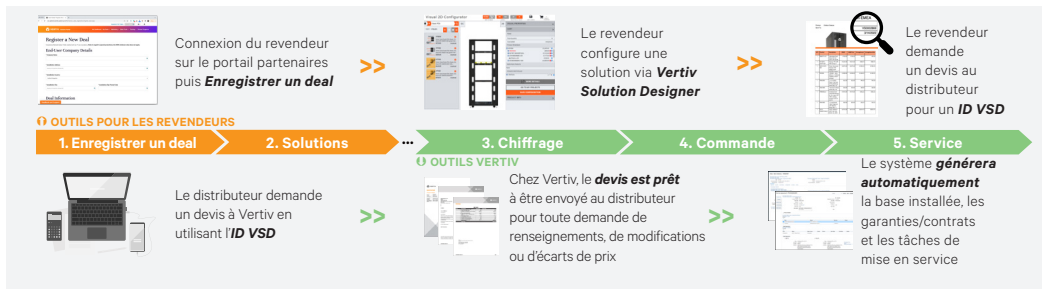 Register a New Deal
End User Company Details
Deal Information
Connexion du revendeur
sur le portail partenaires
puis Enregistrer un deal
>>
Visual 3D Configurator
Le revendeur
configure une
solution via Vertiv
Solution Designer
>>
Le revendeur
demande
un devis au
distributeur
pour un ID VSD
OUTILS POUR LES REVENDEURS
1. Enregistrer un deal
2. Solutions
...
3. Chiffrage
4. Commande
5. Service
OUTILS VERTIV
Le distributeur demande
un devis à Vertiv en
utilisant l'ID VSD
>>
Chez Vertiv, le devis est prêt
à être envoyé au distributeur
pour toute demande de
renseignements, de modifications
ou d'écarts de prix
>>
Le système générera
automatiquement
la base installée, les
garanties/contrats
et les tâches de
mise en service